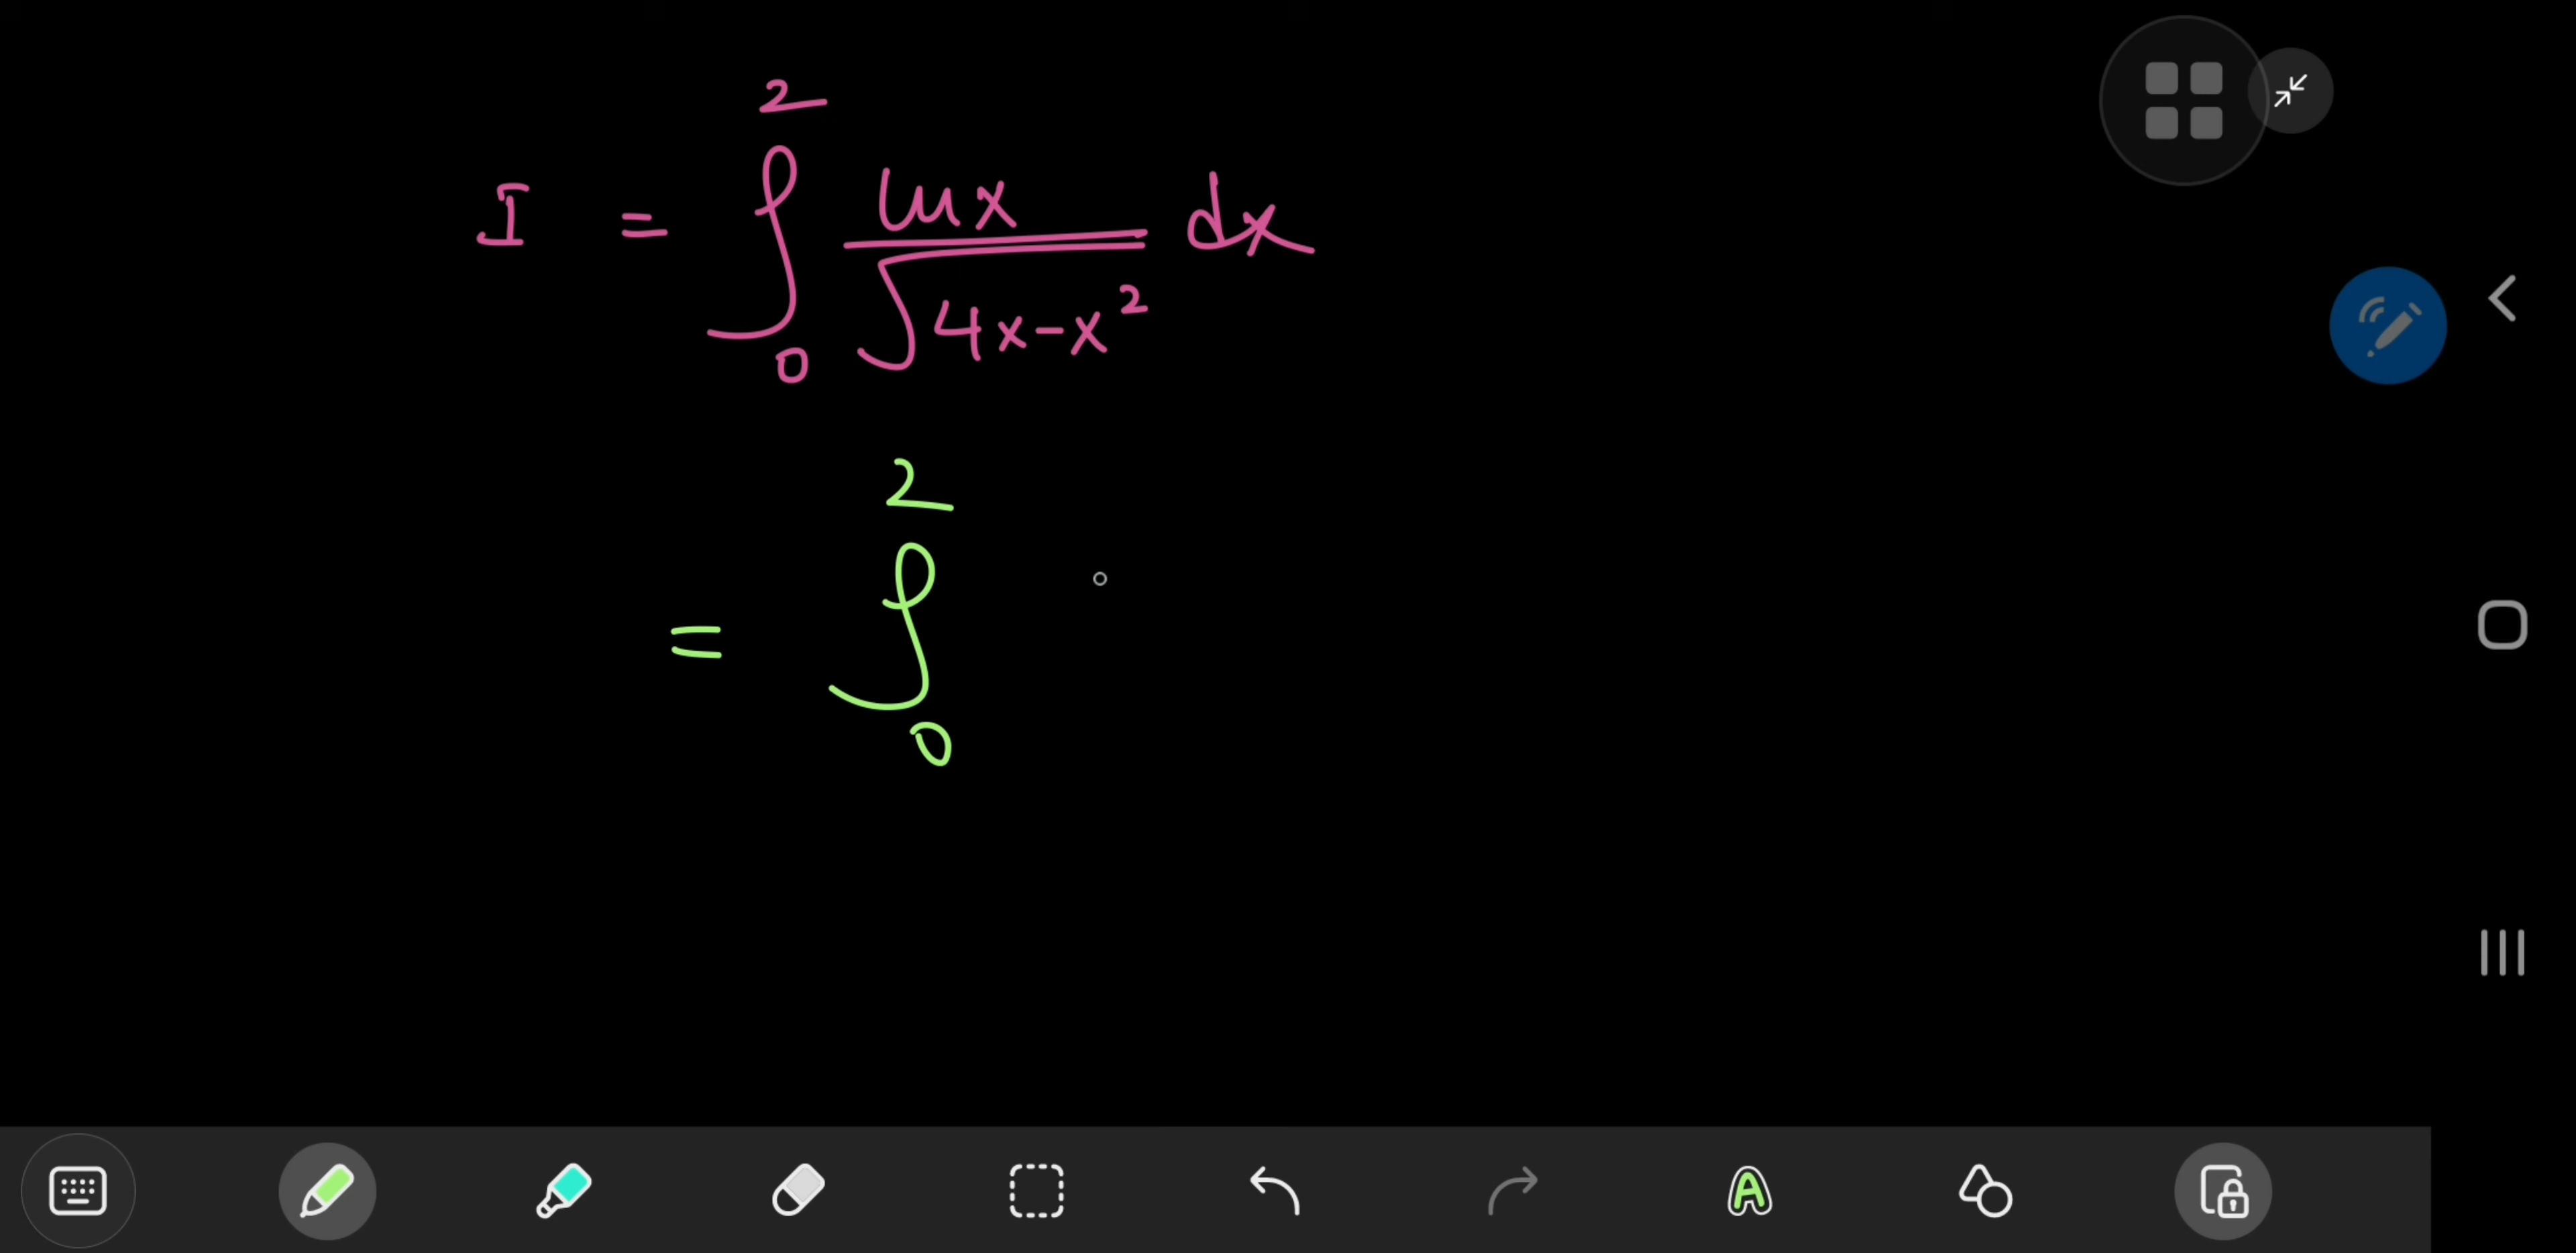 I = ∫₀² ln x / √(4x-x²) dx
= ∫₀²